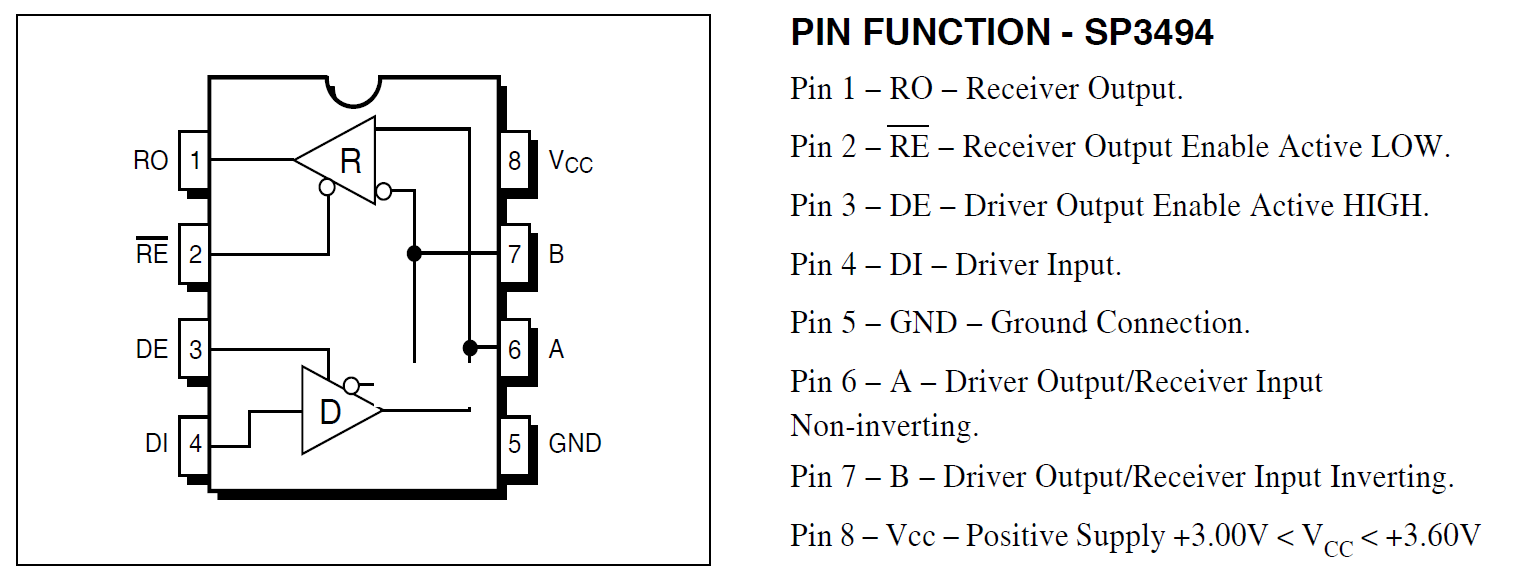 RO 1
R
8 VCC
RE 2
7 B
DE 3
6 A
D
DI 4
5 GND
PIN FUNCTION - SP3494
Pin 1 – RO – Receiver Output.
Pin 2 – R̅E̅ – Receiver Output Enable Active LOW.
Pin 3 – DE – Driver Output Enable Active HIGH.
Pin 4 – DI – Driver Input.
Pin 5 – GND – Ground Connection.
Pin 6 – A – Driver Output/Receiver Input
Non-inverting.
Pin 7 – B – Driver Output/Receiver Input Inverting.
Pin 8 – Vcc – Positive Supply +3.00V < VCC < +3.60V